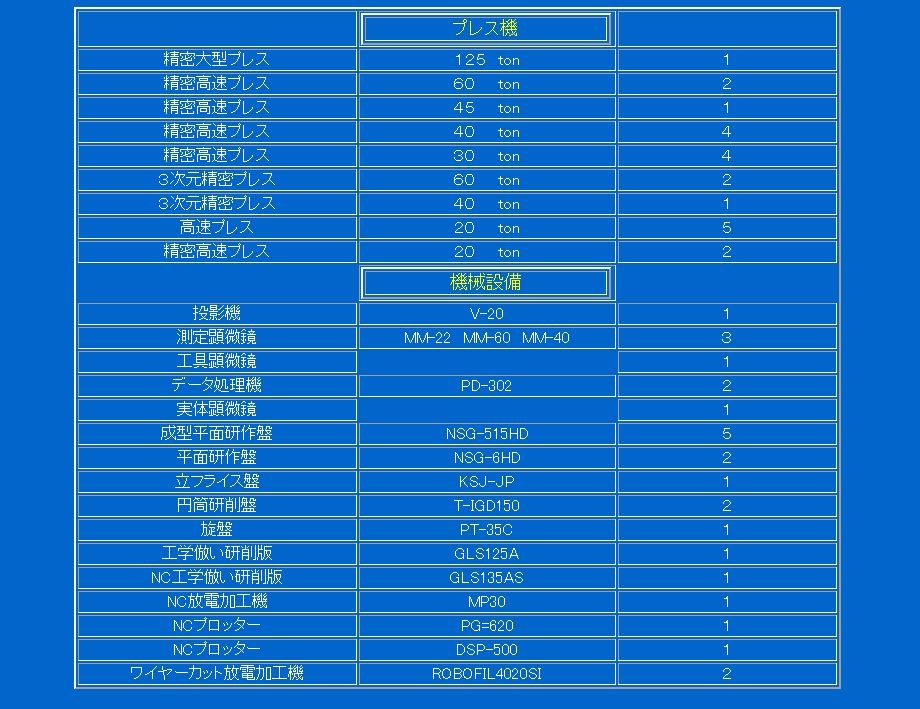 プレス機
精密大型プレス １２５ ton 1
精密高速プレス 60 ton 2
精密高速プレス 45 ton 1
精密高速プレス 40 ton 4
精密高速プレス 30 ton 4
３次元精密プレス 60 ton 2
３次元精密プレス 40 ton 1
高速プレス 20 ton 5
精密高速プレス 20 ton 2
機械設備
投影機 V-20 1
測定顕微鏡 MM-22 MM-60 MM-40 3
工具顕微鏡 1
データ処理機 PD-302 2
実体顕微鏡 1
成型平面研作盤 NSG-515HD 5
平面研作盤 NSG-6HD 2
立フライス盤 KSJ-JP 1
円筒研削盤 T-IGD150 2
旋盤 PT-35C 1
工学倣い研削版 GLS125A 1
NC工学倣い研削版 GLS135AS 1
NC放電加工機 MP30 1
NCプロッター PG=620 1
NCプロッター DSP-500 1
ワイヤーカット放電加工機 ROBOFIL4020SI 2